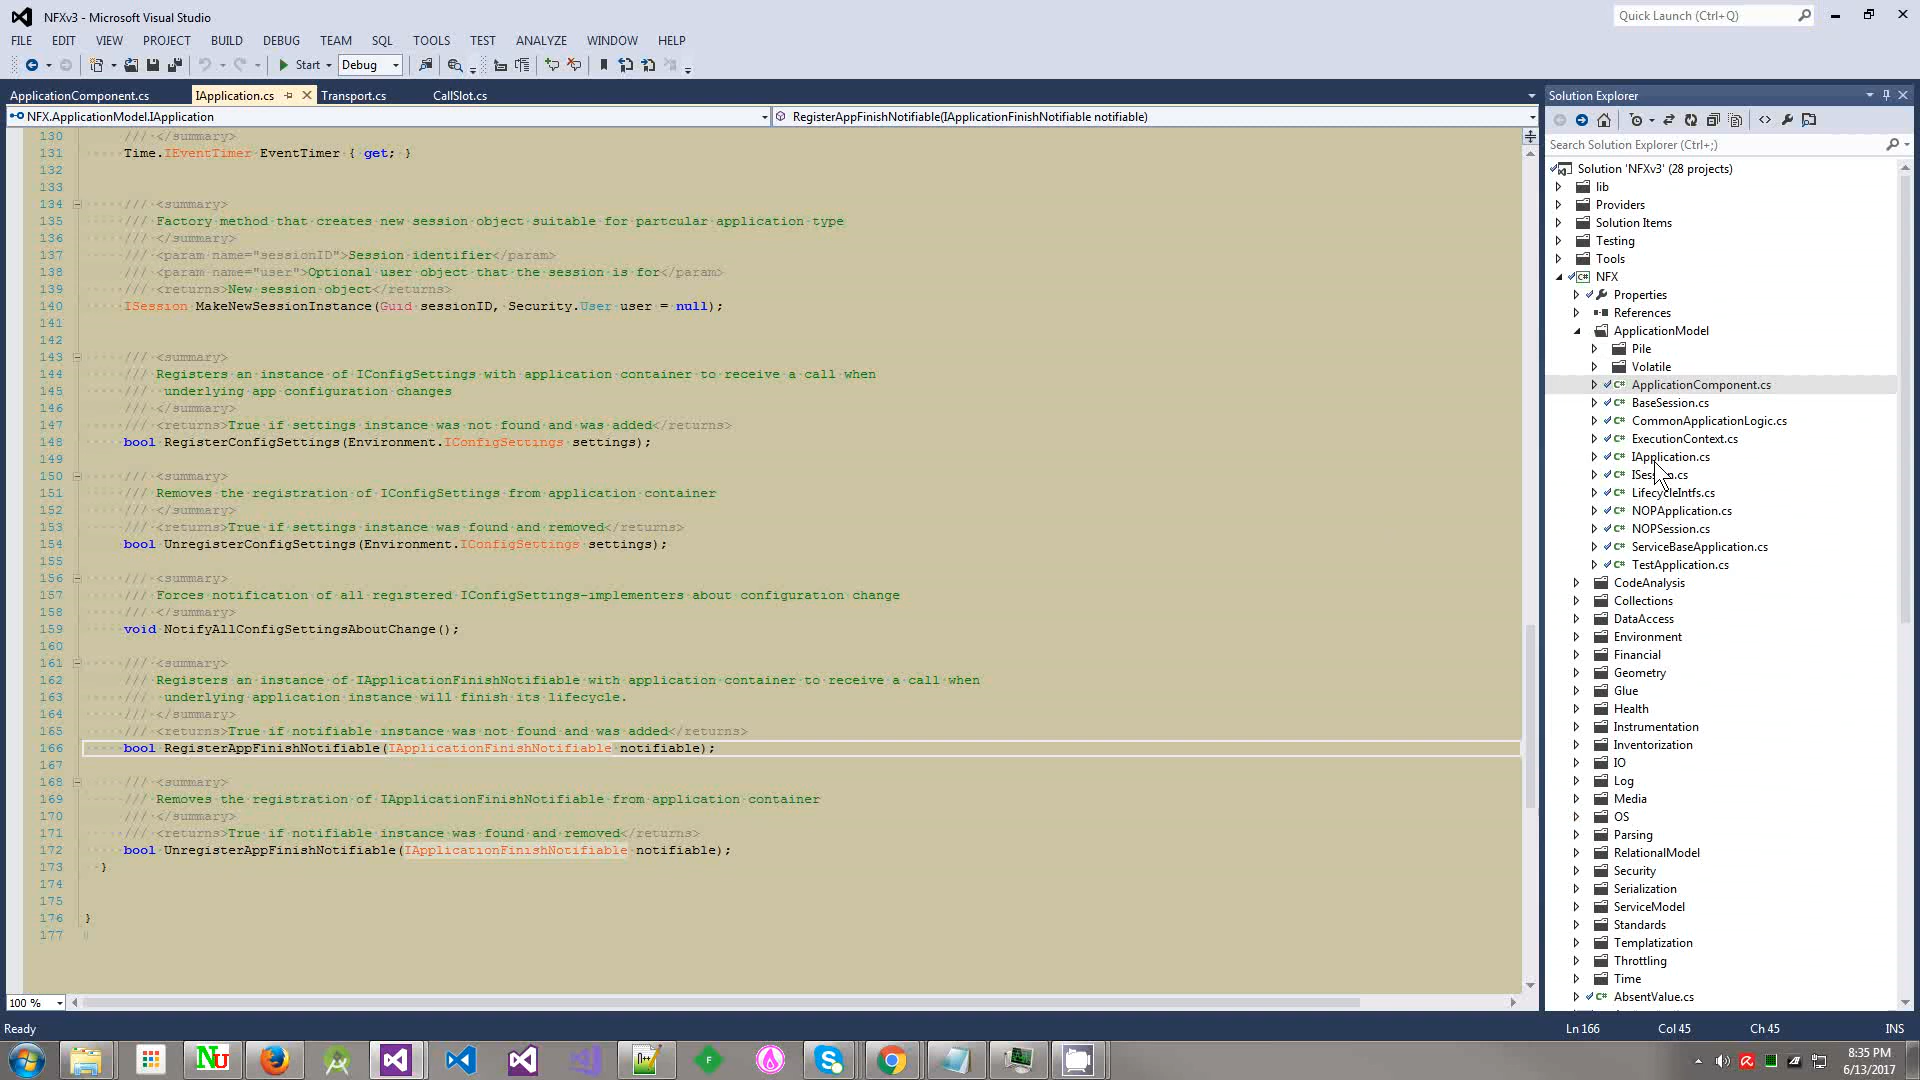 NFXv3 - Microsoft Visual Studio
Quick Launch (Ctrl+Q)
FILE EDIT VIEW PROJECT BUILD DEBUG TEAM SQL TOOLS TEST ANALYZE WINDOW HELP
Start Debug
ApplicationComponent.cs IApplication.cs Transport.cs CallSlot.cs
NFX.ApplicationModel.IApplication RegisterAppFinishNotifiable(IApplicationFinishNotifiable notifiable)
130 /// </summary>
131 Time.IEventTimer EventTimer { get; }
132
133
134 /// <summary>
135 /// Factory method that creates new session object suitable for partcular application type
136 /// </summary>
137 /// <param name="sessionID">Session identifier</param>
138 /// <param name="user">Optional user object that the session is for</param>
139 /// <returns>New session object</returns>
140 ISession MakeNewSessionInstance(Guid sessionID, Security.User user = null);
141
142
143 /// <summary>
144 /// Registers an instance of IConfigSettings with application container to receive a call when
145 /// underlying app configuration changes
146 /// </summary>
147 /// <returns>True if settings instance was not found and was added</returns>
148 bool RegisterConfigSettings(Environment.IConfigSettings settings);
149
150 /// <summary>
151 /// Removes the registration of IConfigSettings from application container
152 /// </summary>
153 /// <returns>True if settings instance was found and removed</returns>
154 bool UnregisterConfigSettings(Environment.IConfigSettings settings);
155
156 /// <summary>
157 /// Forces notification of all registered IConfigSettings-implementers about configuration change
158 /// </summary>
159 void NotifyAllConfigSettingsAboutChange();
160
161 /// <summary>
162 /// Registers an instance of IApplicationFinishNotifiable with application container to receive a call when
163 /// underlying application instance will finish its lifecycle.
164 /// </summary>
165 /// <returns>True if notifiable instance was not found and was added</returns>
166 bool RegisterAppFinishNotifiable(IApplicationFinishNotifiable notifiable);
167
168 /// <summary>
169 /// Removes the registration of IApplicationFinishNotifiable from application container
170 /// </summary>
171 /// <returns>True if notifiable instance was found and removed</returns>
172 bool UnregisterAppFinishNotifiable(IApplicationFinishNotifiable notifiable);
173 }
174
175
176 }
177
100 %
Solution Explorer
Search Solution Explorer (Ctrl+;)
Solution 'NFXv3' (28 projects)
lib
Providers
Solution Items
Testing
Tools
C# NFX
Properties
References
ApplicationModel
Pile
Volatile
C# ApplicationComponent.cs
C# BaseSession.cs
C# CommonApplicationLogic.cs
C# ExecutionContext.cs
C# IApplication.cs
C# ISession.cs
C# LifecycleIntfs.cs
C# NOPApplication.cs
C# NOPSession.cs
C# ServiceBaseApplication.cs
C# TestApplication.cs
CodeAnalysis
Collections
DataAccess
Environment
Financial
Geometry
Glue
Health
Instrumentation
Inventorization
IO
Log
Media
OS
Parsing
RelationalModel
Security
Serialization
ServiceModel
Standards
Templatization
Throttling
Time
C# AbsentValue.cs
Ready Ln 166 Col 45 Ch 45 INS
Nu
8:35 PM
6/13/2017